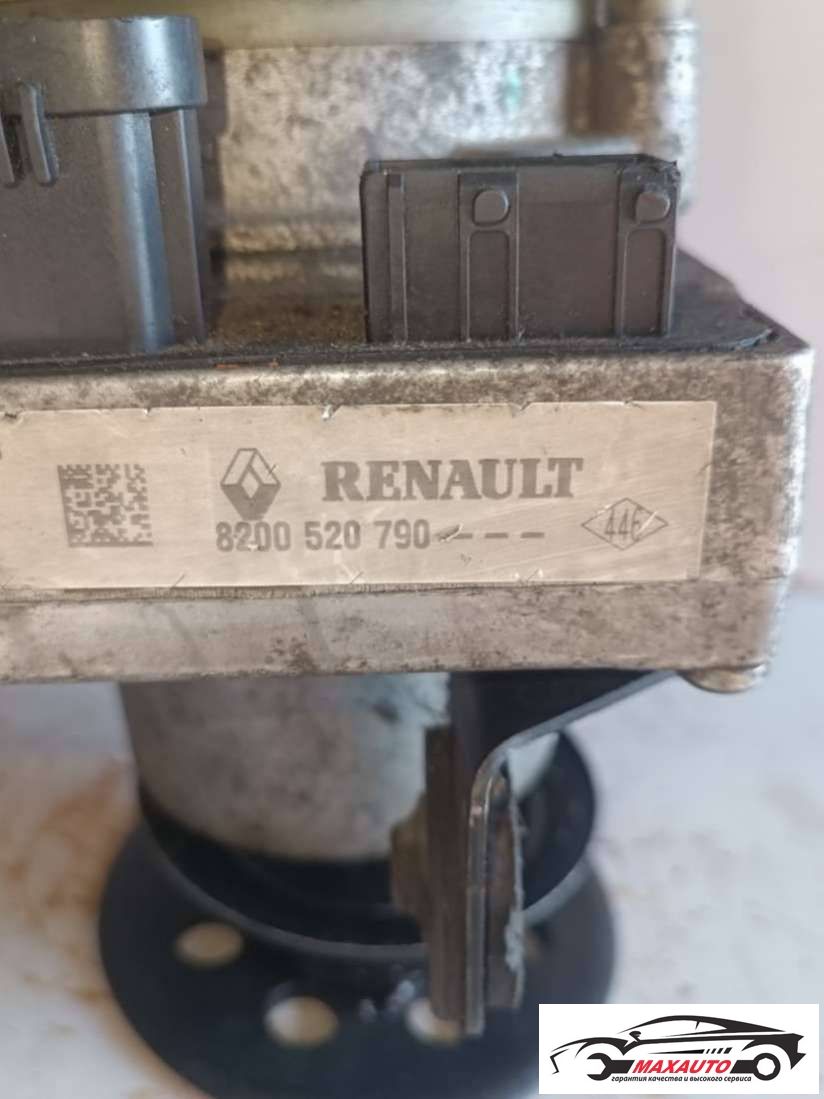 RENAULT
8200 520 790----
446
MAXAUTO
гарантия качества и высокого сервиса